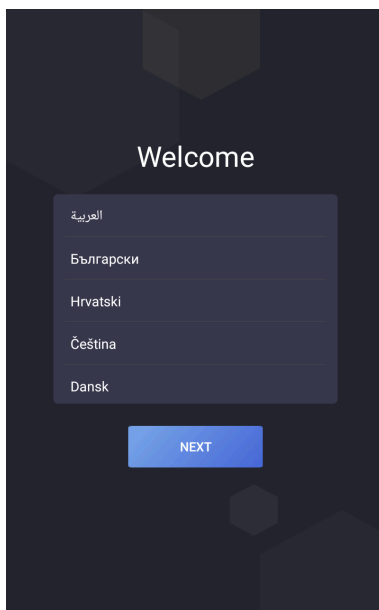 Welcome
العربية
Български
Hrvatski
Čeština
Dansk
NEXT